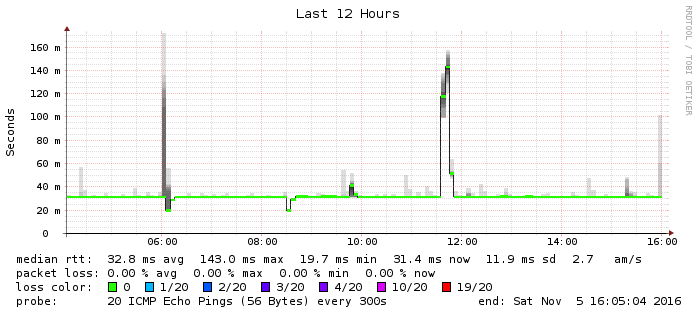 Last 12 Hours
RRDTOOL / TOBI OETIKER
Seconds
160 m
140 m
120 m
100 m
80 m
60 m
40 m
20 m
0
06:00 08:00 10:00 12:00 14:00 16:00
median rtt: 32.8 ms avg 143.0 ms max 19.7 ms min 31.4 ms now 11.9 ms sd 2.7 am/s
packet loss: 0.00 % avg 0.00 % max 0.00 % min 0.00 % now
loss color: 0 1/20 2/20 3/20 4/20 10/20 19/20
probe: 20 ICMP Echo Pings (56 Bytes) every 300s end: Sat Nov 5 16:05:04 2016